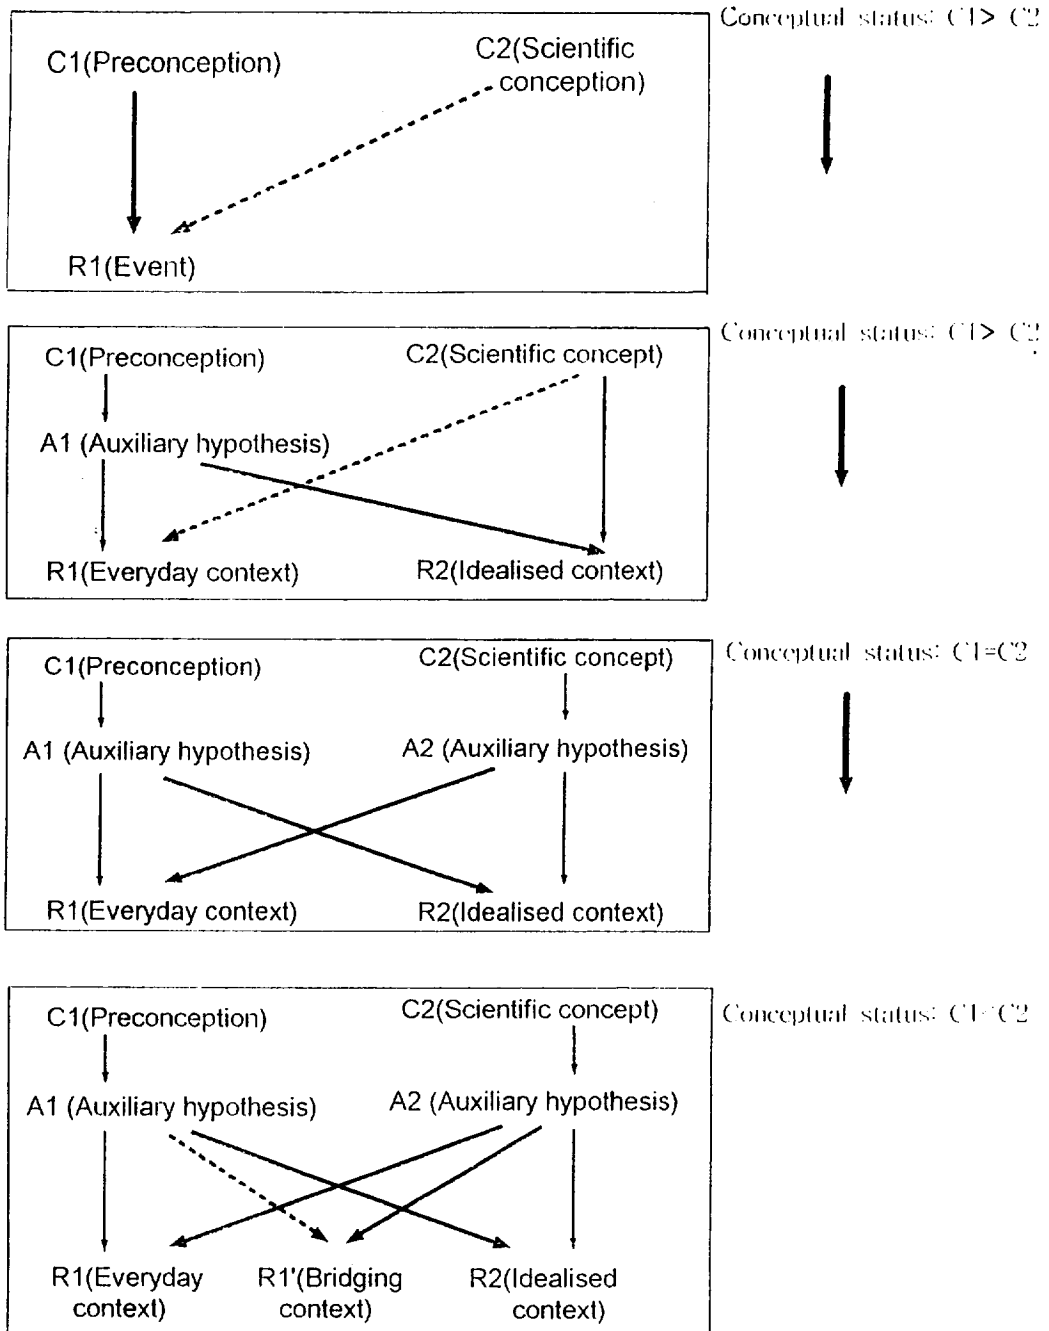 Conceptual status: C1> C2
C1(Preconception)
C2(Scientific
conception)
R1(Event)
Conceptual status: C1> C2
C1(Preconception)
C2(Scientific concept)
A1 (Auxiliary hypothesis)
R1(Everyday context)
R2(Idealised context)
Conceptual status: C1=C2
C1(Preconception)
C2(Scientific concept)
A1 (Auxiliary hypothesis)
A2 (Auxiliary hypothesis)
R1(Everyday context)
R2(Idealised context)
Conceptual status:
C1(Preconception)
C2(Scientific concept)
A1 (Auxiliary hypothesis)
A2 (Auxiliary hypothesis)
R1(Everyday
context)
R1'(Bridging
context)
R2(Idealised
context)